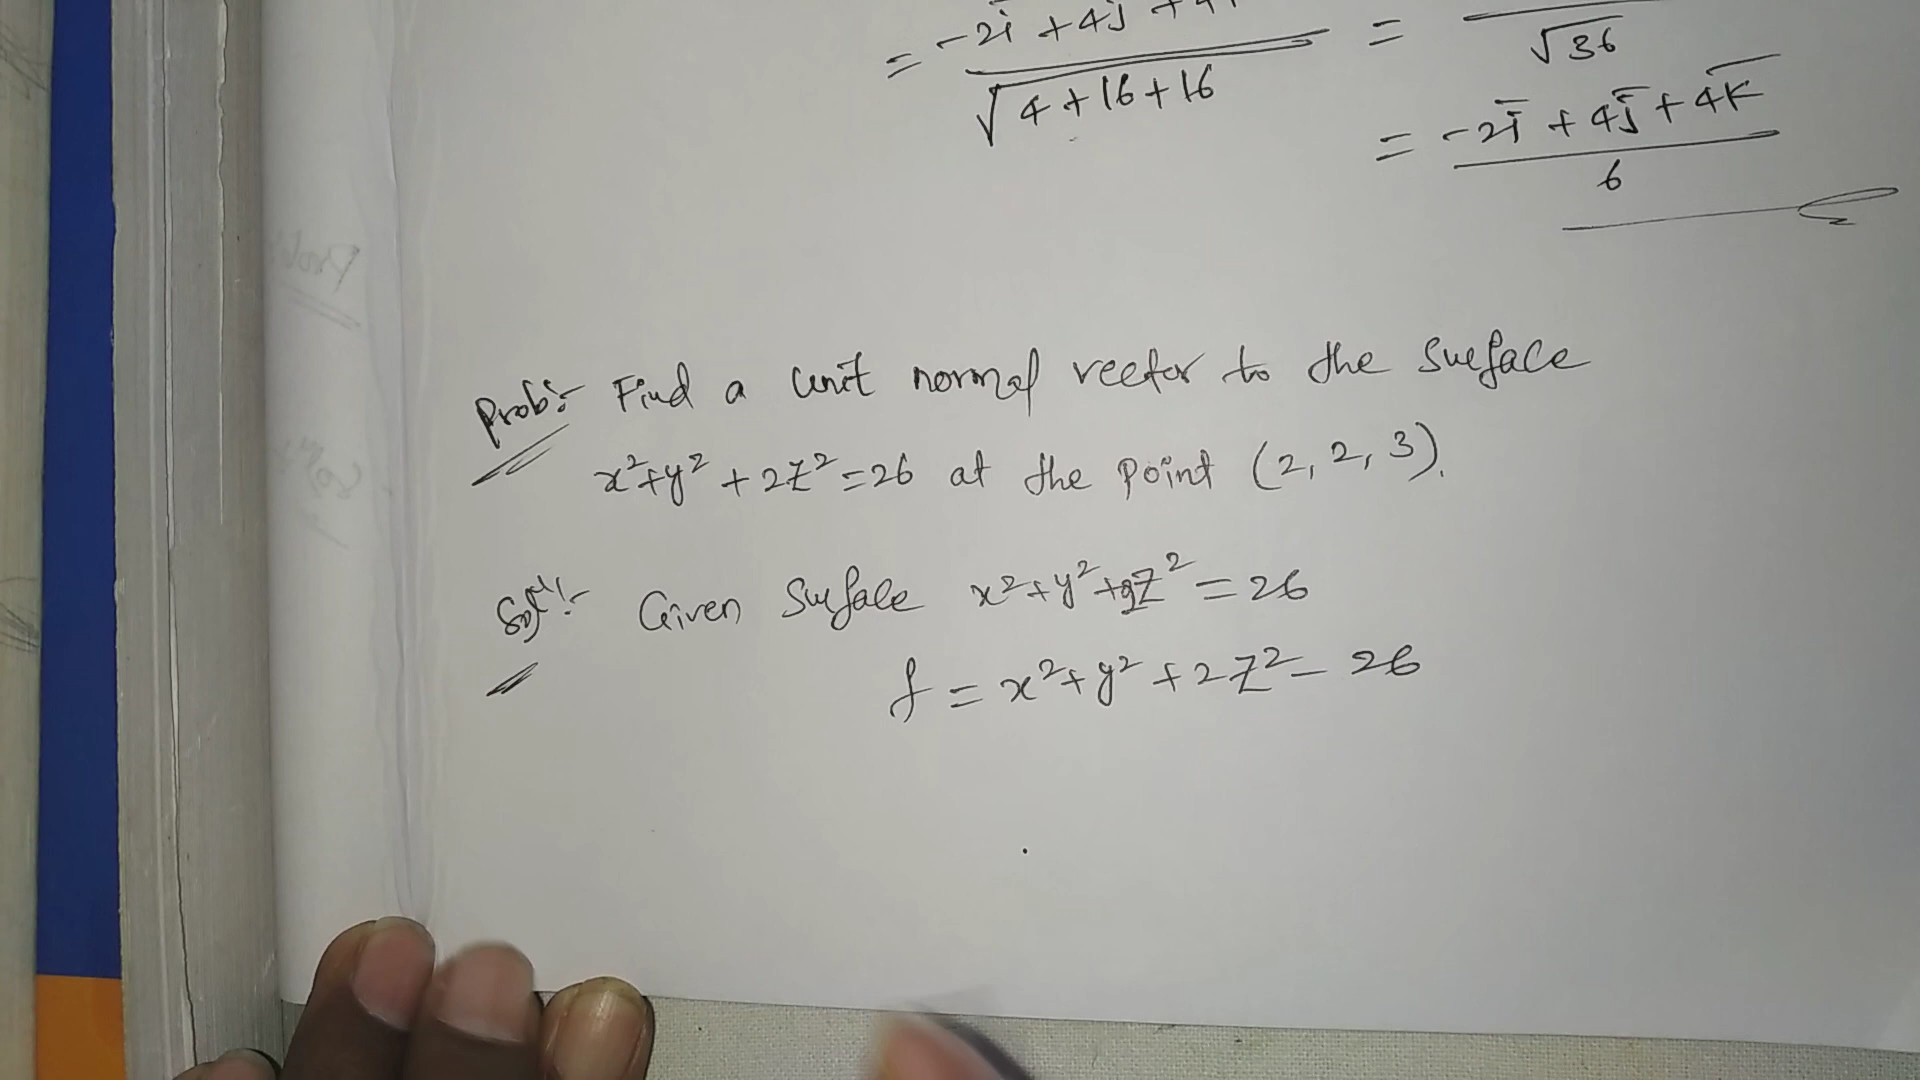 = -2i + 4j + 4
√4+16+16
= √36
= -2i + 4j + 4k
6
Prob:- Find a unit normal vector to the surface
x²+y²+2z²=26 at the point (2, 2, 3).
Sol:- Given Surface x²+y²+2z²=26
f = x²+y²+2z²-26